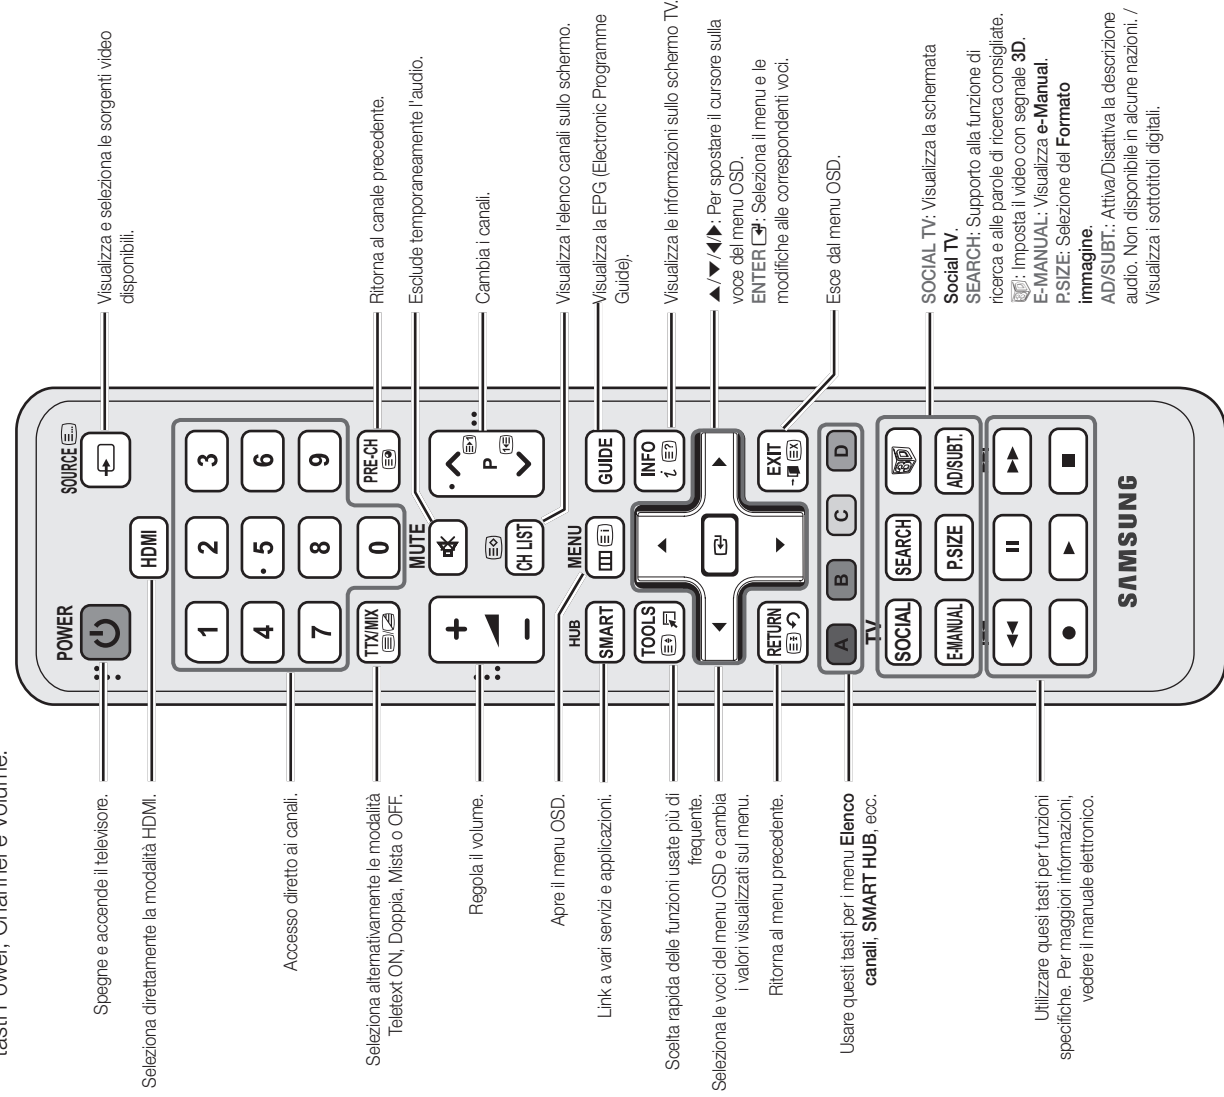 tasti Power, Channel e Volume.
Spegne e accende il televisore.
Seleziona direttamente la modalità HDMI.
Accesso diretto ai canali.
Seleziona alternativamente le modalità
Teletext ON, Doppia, Mista o OFF.
Regola il volume.
Apre il menu OSD.
Link a vari servizi e applicazioni.
Scelta rapida delle funzioni usate più di
frequente.
Seleziona le voci del menu OSD e cambia
i valori visualizzati sul menu.
Ritorna al menu precedente.
Usare questi tasti per i menu Elenco
canali, SMART HUB, ecc.
Utilizzare quesi tasti per funzioni
specifiche. Per maggiori informazioni,
vedere il manuale elettronico.
POWER
SOURCE
HDMI
1 2 3
4 5 6
7 8 9
TTX/MIX 0 PRE-CH
MUTE
P
CH LIST
HUB MENU
SMART GUIDE
TOOLS INFO
RETURN EXIT
A B C D
TV
SOCIAL SEARCH 3D
E-MANUAL P.SIZE AD/SUBT.
SAMSUNG
Visualizza e seleziona le sorgenti video
disponibili.
Ritorna al canale precedente.
Esclude temporaneamente l'audio.
Cambia i canali.
Visualizza l'elenco canali sullo schermo.
Visualizza la EPG (Electronic Programme
Guide).
Visualizza le informazioni sullo schermo TV.
▲/▼/◄/►: Per spostare il cursore sulla
voce del menu OSD.
ENTER: Seleziona il menu e le
modifiche alle correspondenti voci.
Esce dal menu OSD.
SOCIAL TV: Visualizza la schermata
Social TV.
SEARCH: Supporto alla funzione di
ricerca e alle parole di ricerca consigliate.
3D: Imposta il video con segnale 3D.
E-MANUAL: Visualizza e-Manual.
P.SIZE: Selezione del Formato
immagine.
AD/SUBT.: Attiva/Disattiva la descrizione
audio. Non disponibile in alcune nazioni. /
Visualizza i sottotitoli digitali.